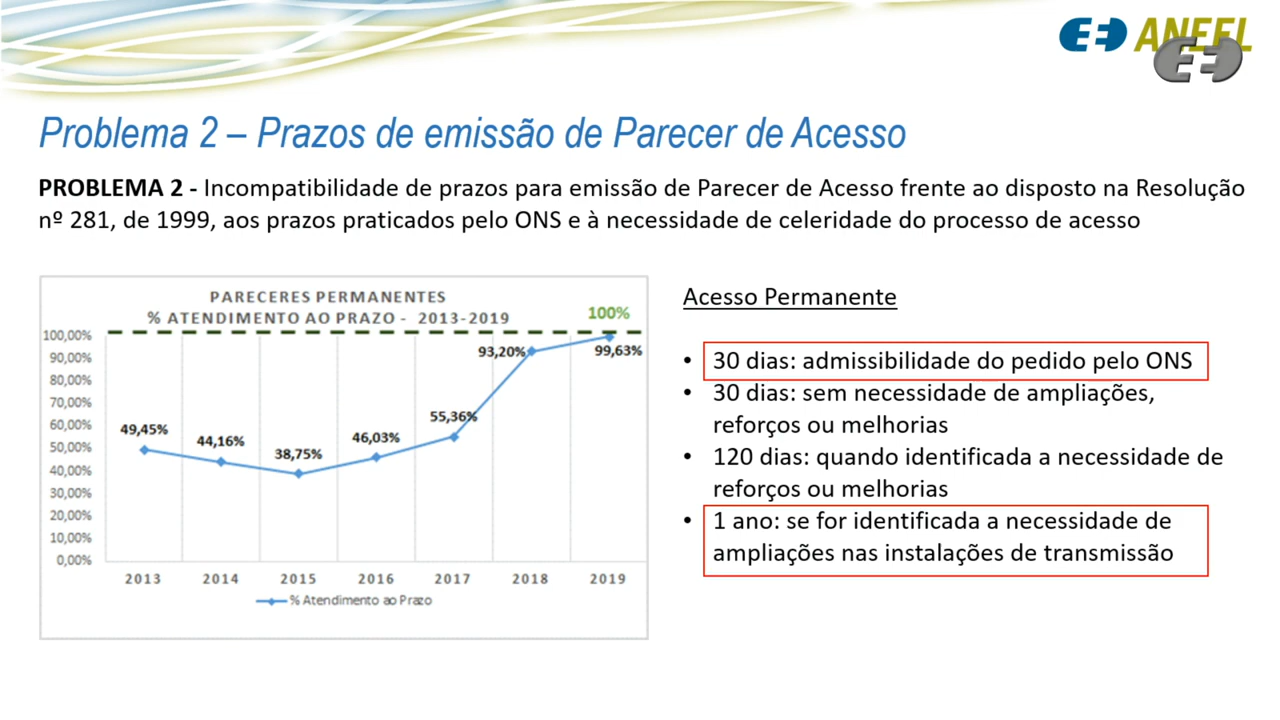 ANEEL
Problema 2 – Prazos de emissão de Parecer de Acesso
PROBLEMA 2 - Incompatibilidade de prazos para emissão de Parecer de Acesso frente ao disposto na Resolução
nº 281, de 1999, aos prazos praticados pelo ONS e à necessidade de celeridade do processo de acesso
PARECERES PERMANENTES
% ATENDIMENTO AO PRAZO - 2013-2019
100%
100,00%
90,00%
80,00%
70,00%
60,00%
50,00%
40,00%
30,00%
20,00%
10,00%
0,00%
49,45%
44,16%
38,75%
46,03%
55,36%
93,20%
99,63%
2013 2014 2015 2016 2017 2018 2019
% Atendimento ao Prazo
Acesso Permanente
• 30 dias: admissibilidade do pedido pelo ONS
• 30 dias: sem necessidade de ampliações,
reforços ou melhorias
• 120 dias: quando identificada a necessidade de
reforços ou melhorias
• 1 ano: se for identificada a necessidade de
ampliações nas instalações de transmissão